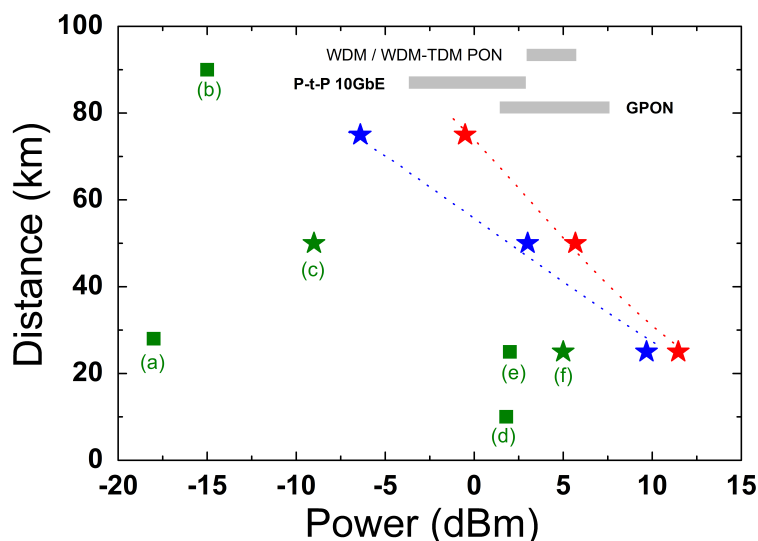 100
80
60
40
20
0
Distance (km)
WDM / WDM-TDM PON
P-t-P 10GbE
GPON
(b)
(c)
(a)
(e)
(f)
(d)
-20 -15 -10 -5 0 5 10 15
Power (dBm)